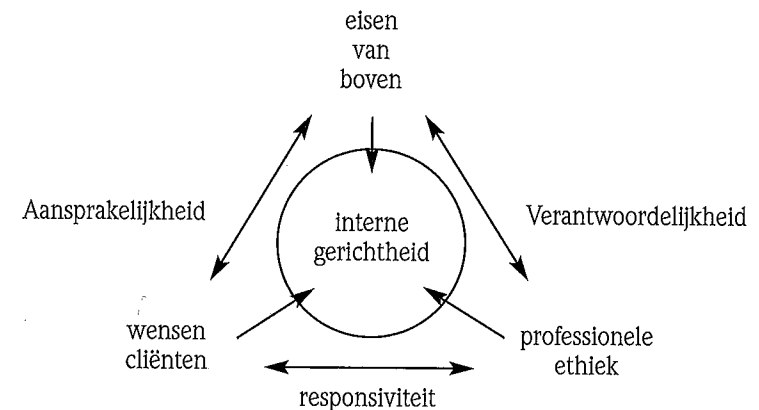 eisen
van
boven
Aansprakelijkheid
interne
gerichtheid
Verantwoordelijkheid
wensen
cliënten
professionele
ethiek
responsiviteit